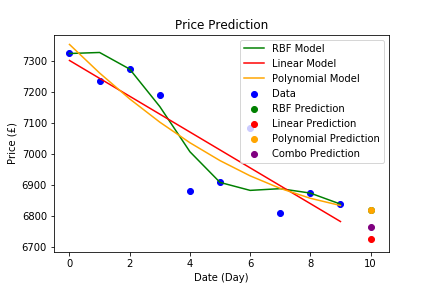 Price Prediction
Price (£)
7300
7200
7100
7000
6900
6800
6700
0
2
4
6
8
10
Date (Day)
RBF Model
Linear Model
Polynomial Model
Data
RBF Prediction
Linear Prediction
Polynomial Prediction
Combo Prediction